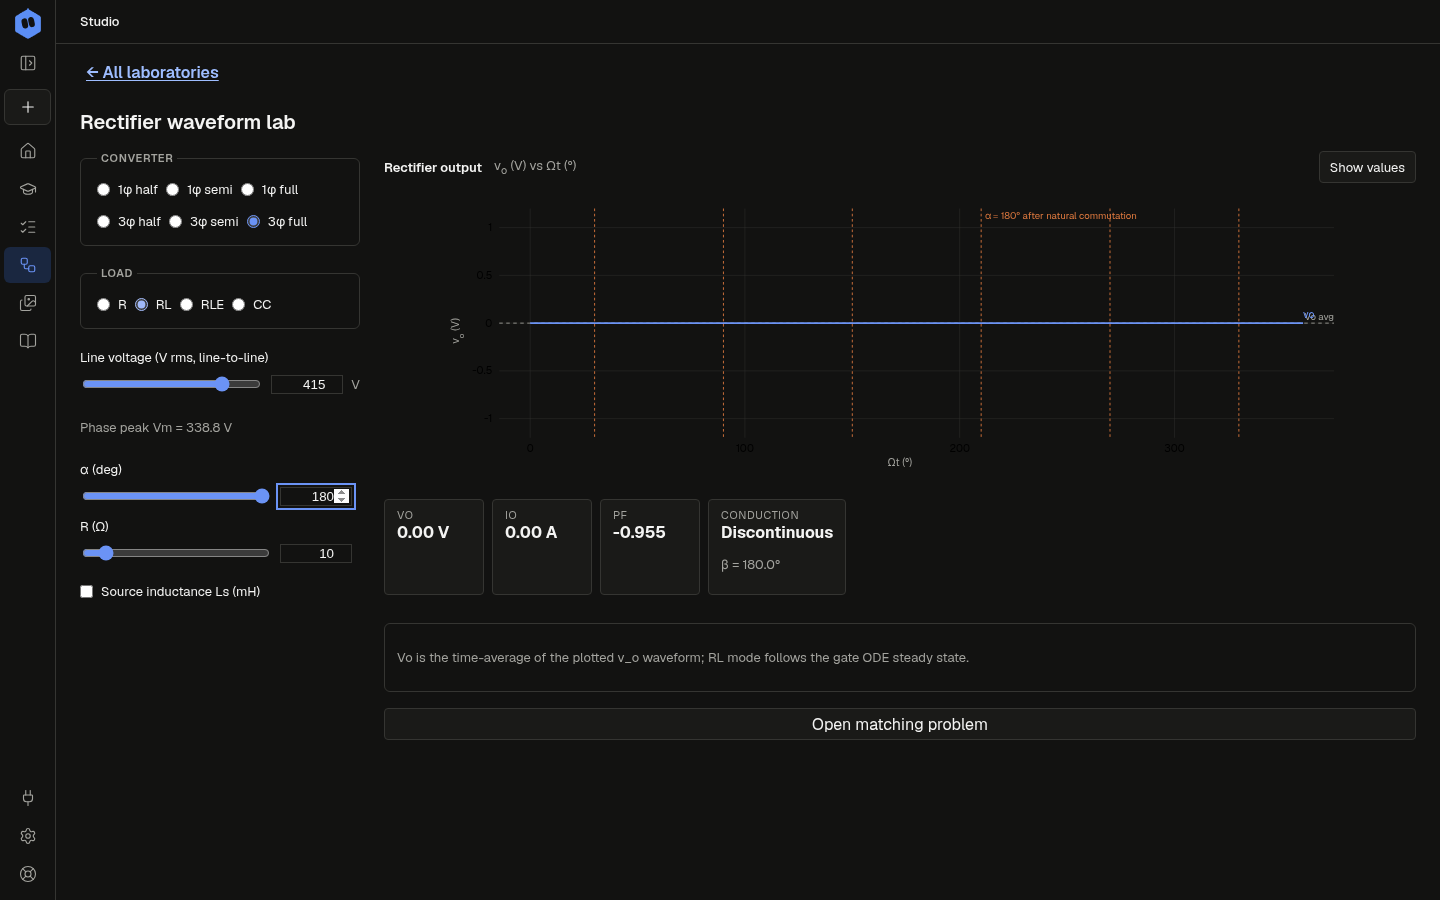 Studio
← All laboratories
Rectifier waveform lab
CONVERTER
1φ half 1φ semi 1φ full
3φ half 3φ semi 3φ full
LOAD
R RL RLE CC
Line voltage (V rms, line-to-line)
415 V
Phase peak Vm = 338.8 V
α (deg)
180
R (Ω)
10
Source inductance Ls (mH)
Rectifier output vo (V) vs Ωt (°)
Show values
α = 180° after natural commutation
1
0.5
0
-0.5
-1
vo (V)
Vo avg
0 100 200 300
Ωt (°)
VO
0.00 V
IO
0.00 A
PF
-0.955
CONDUCTION
Discontinuous
β = 180.0°
Vo is the time-average of the plotted v_o waveform; RL mode follows the gate ODE steady state.
Open matching problem